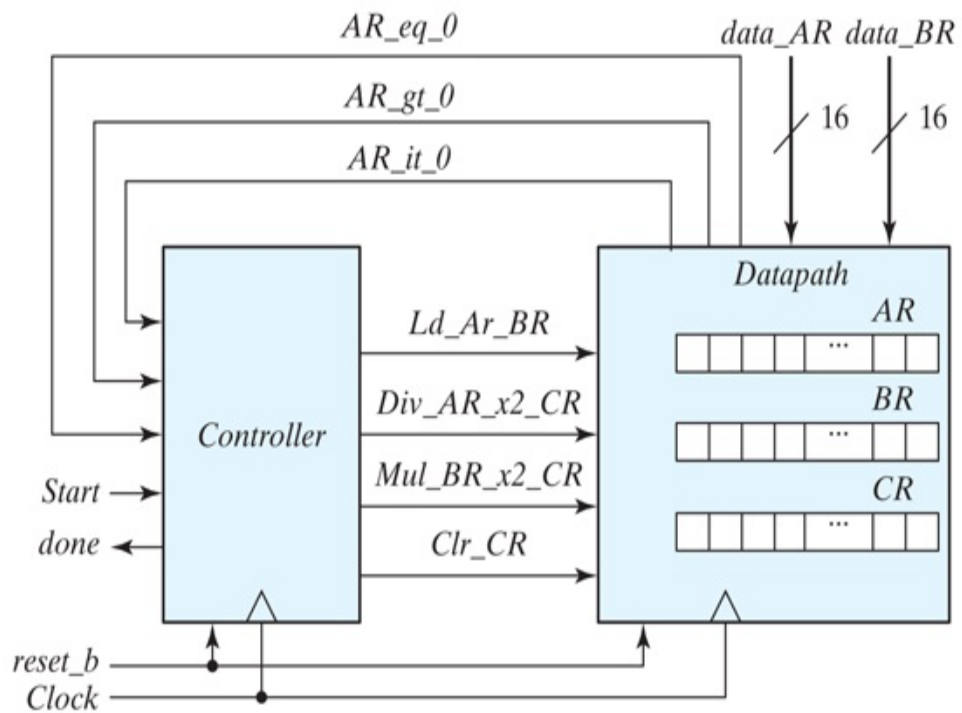 AR_eq_0
data_AR data_BR
AR_gt_0
16 16
AR_it_0
Datapath
AR
...
Ld_Ar_BR
Div_AR_x2_CR
BR
...
Controller
Mul_BR_x2_CR
Start
CR
...
done
Clr_CR
reset_b
Clock